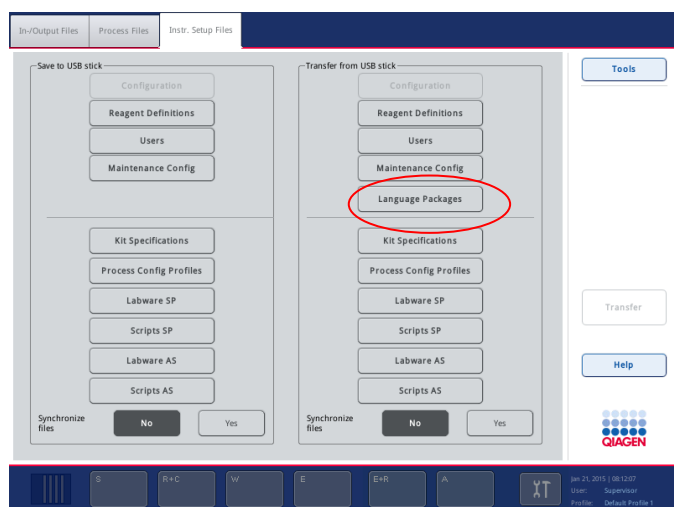 In-/Output Files
Process Files
Instr. Setup Files
Save to USB stick
Configuration
Reagent Definitions
Users
Maintenance Config
Kit Specifications
Process Config Profiles
Labware SP
Scripts SP
Labware AS
Scripts AS
Synchronize
files
No
Yes
Transfer from USB stick
Configuration
Reagent Definitions
Users
Maintenance Config
Language Packages
Kit Specifications
Process Config Profiles
Labware SP
Scripts SP
Labware AS
Scripts AS
Synchronize
files
No
Yes
Tools
Transfer
Help
QIAGEN
S
R+C
W
E
E+R
A
Jan 21, 2015 | 08:12:07
User: Supervisor
Profile: Default Profile 1